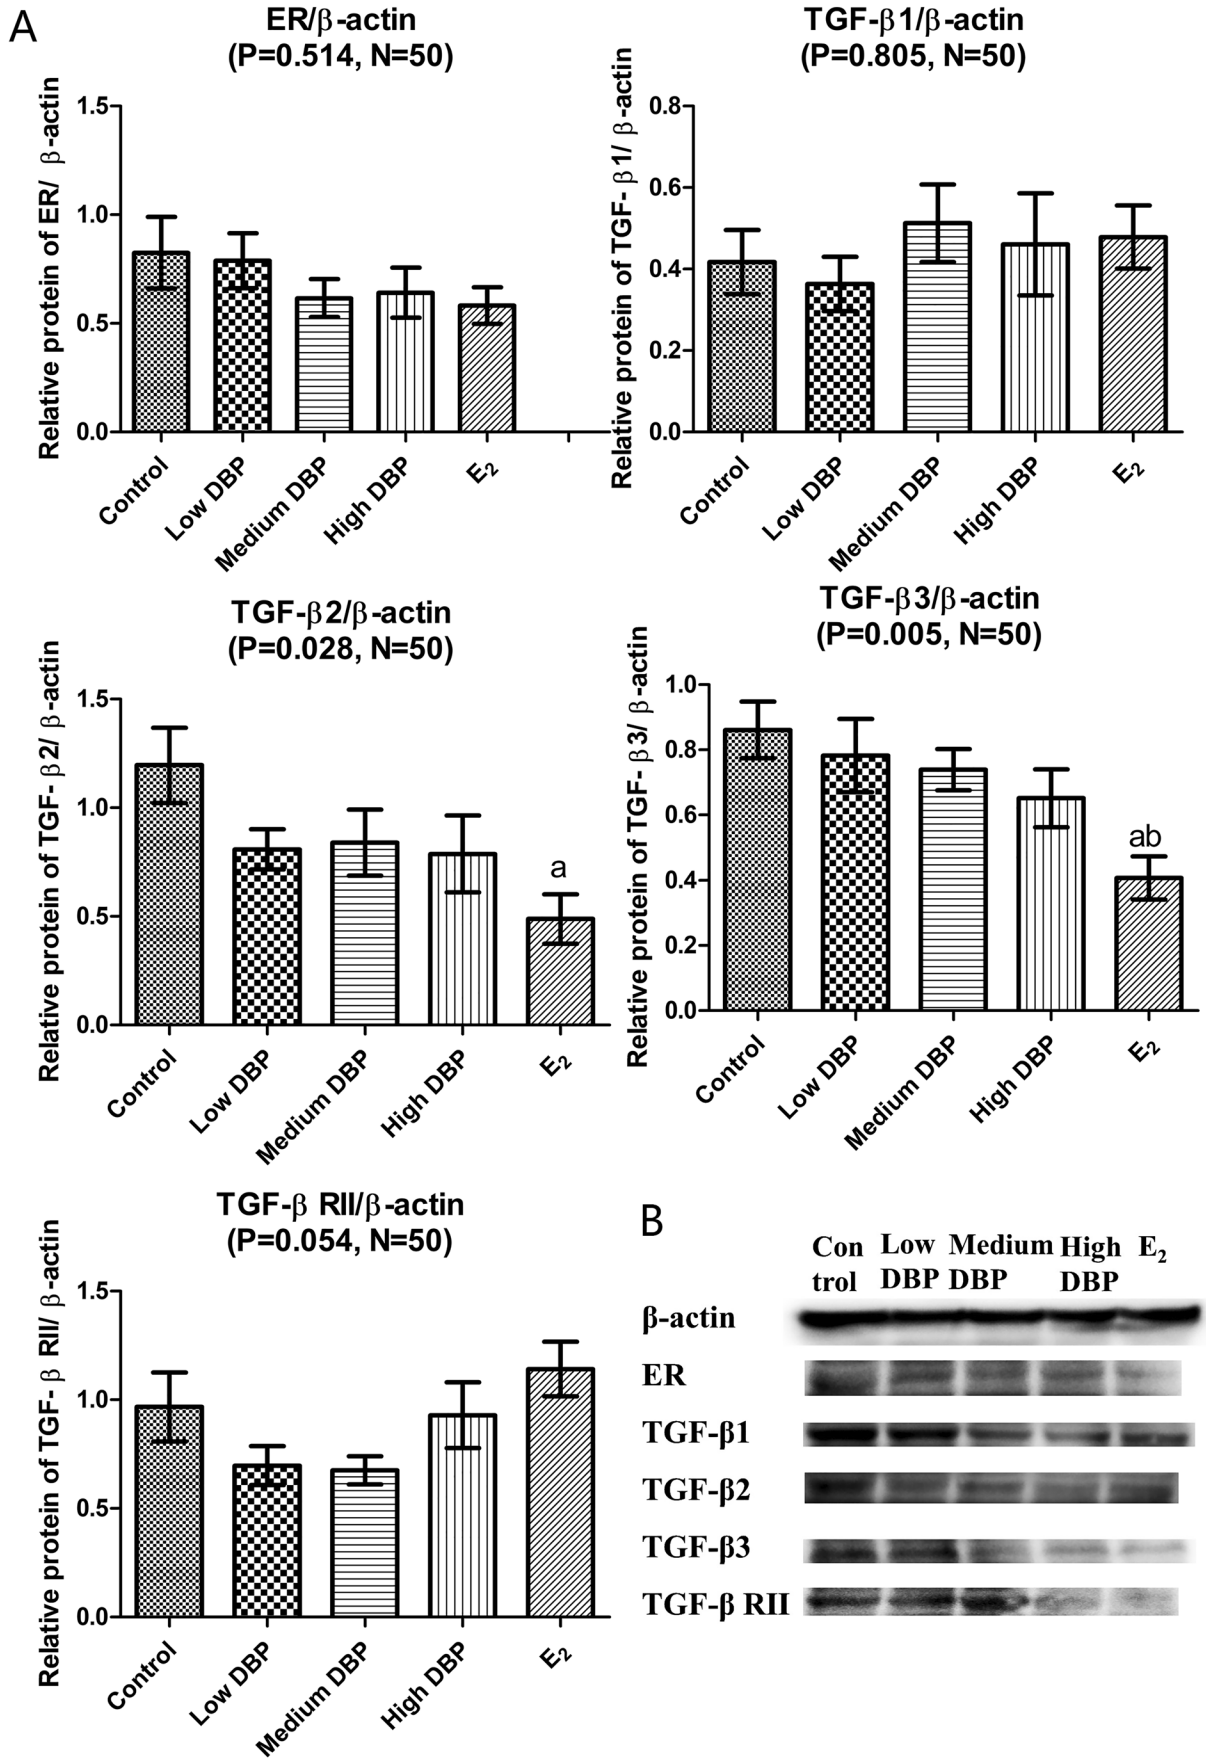 A
ER/β-actin
(P=0.514, N=50)
Relative protein of ER/ β-actin
1.5
1.0
0.5
0.0
Control
Low DBP
Medium DBP
High DBP
E₂
TGF-β1/β-actin
(P=0.805, N=50)
Relative protein of TGF- β1/ β-actin
0.8
0.6
0.4
0.2
0.0
Control
Low DBP
Medium DBP
High DBP
E₂
TGF-β2/β-actin
(P=0.028, N=50)
Relative protein of TGF- β2/ β-actin
1.5
1.0
0.5
0.0
a
Control
Low DBP
Medium DBP
High DBP
E₂
TGF-β3/β-actin
(P=0.005, N=50)
Relative protein of TGF- β3/ β-actin
1.0
0.8
0.6
0.4
0.2
0.0
ab
Control
Low DBP
Medium DBP
High DBP
E₂
TGF-β RII/β-actin
(P=0.054, N=50)
Relative protein of TGF- β RII/ β-actin
1.5
1.0
0.5
0.0
Control
Low DBP
Medium DBP
High DBP
E₂
B
Con Low Medium High E₂
trol DBP DBP DBP
β-actin
ER
TGF-β1
TGF-β2
TGF-β3
TGF-β RII